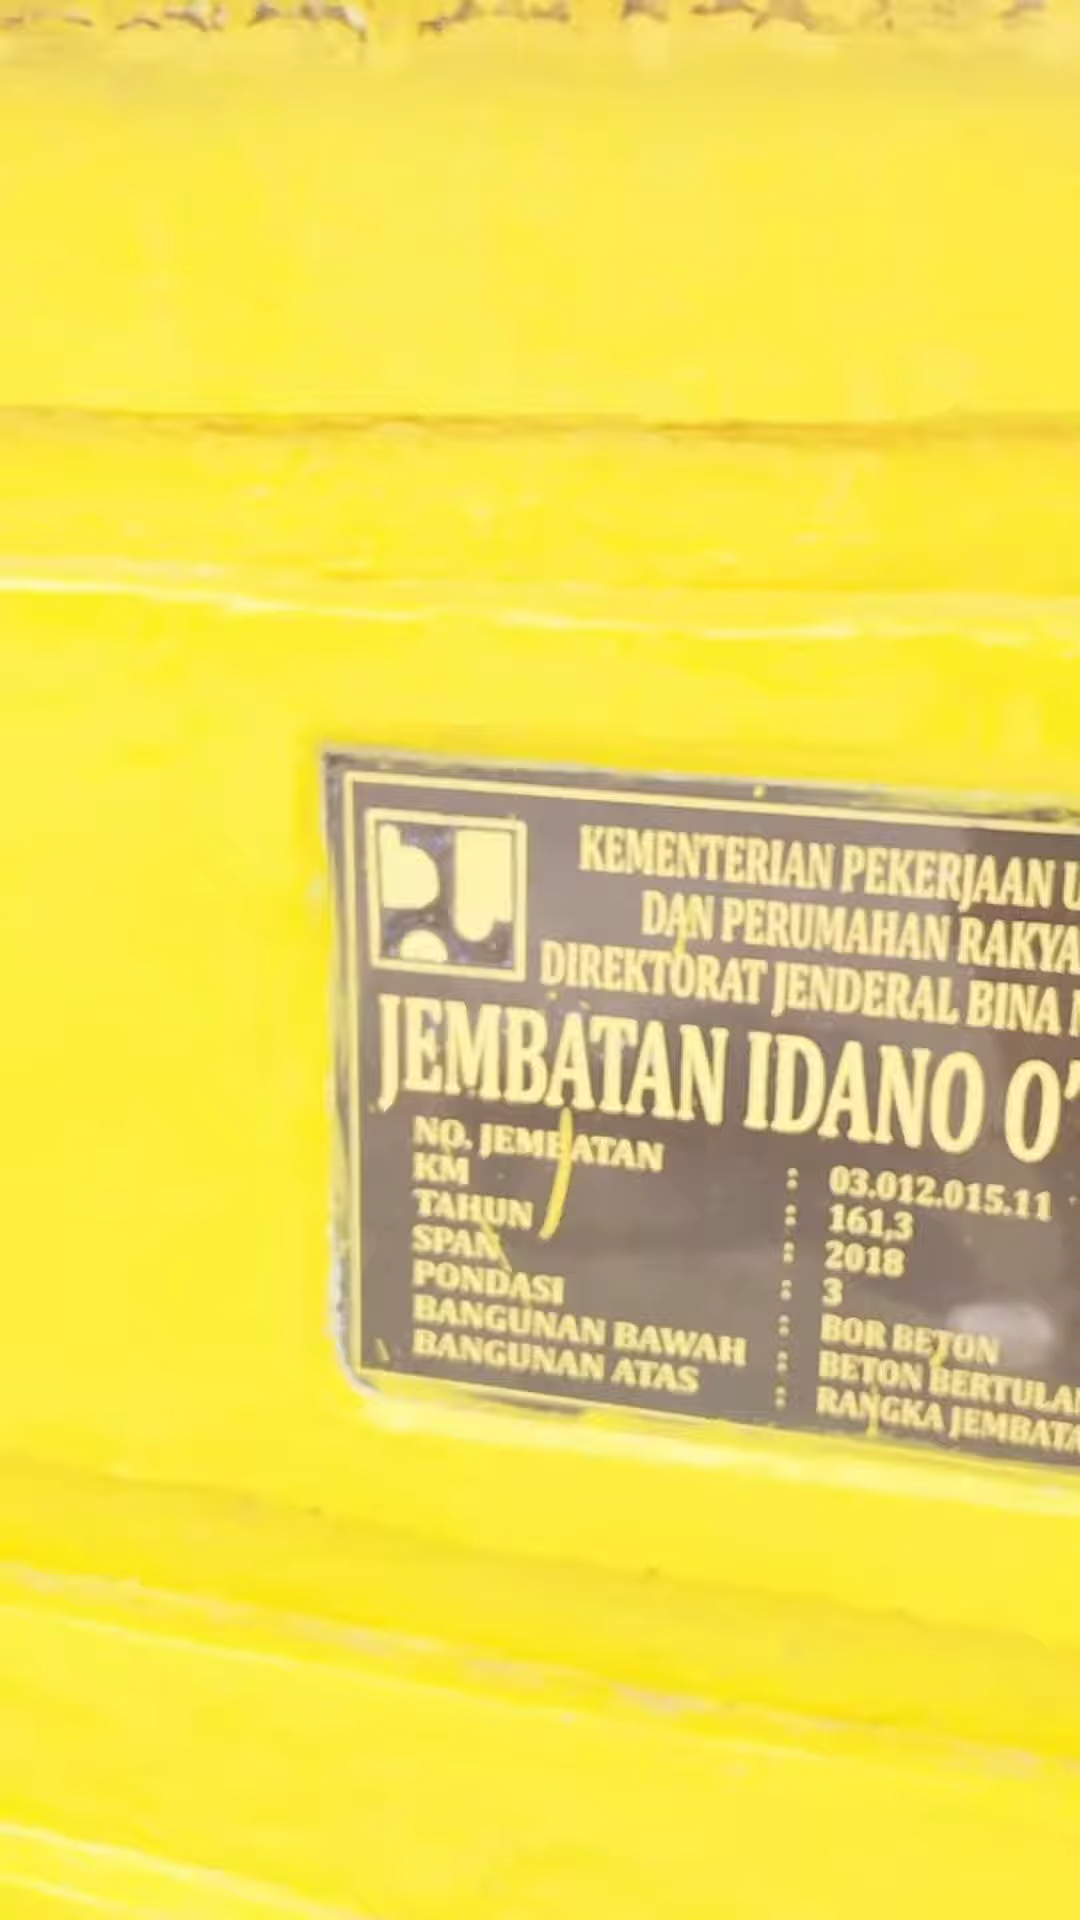 KEMENTERIAN PEKERJAAN U
DAN PERUMAHAN RAKYA
DIREKTORAT JENDERAL BINA
JEMBATAN IDANO O'
NO. JEMBATAN : 03.012.015.11
KM : 161,3
TAHUN : 2018
SPAN : 3
PONDASI : BOR BETON
BANGUNAN BAWAH : BETON BERTULAN
BANGUNAN ATAS : RANGKA JEMBATA